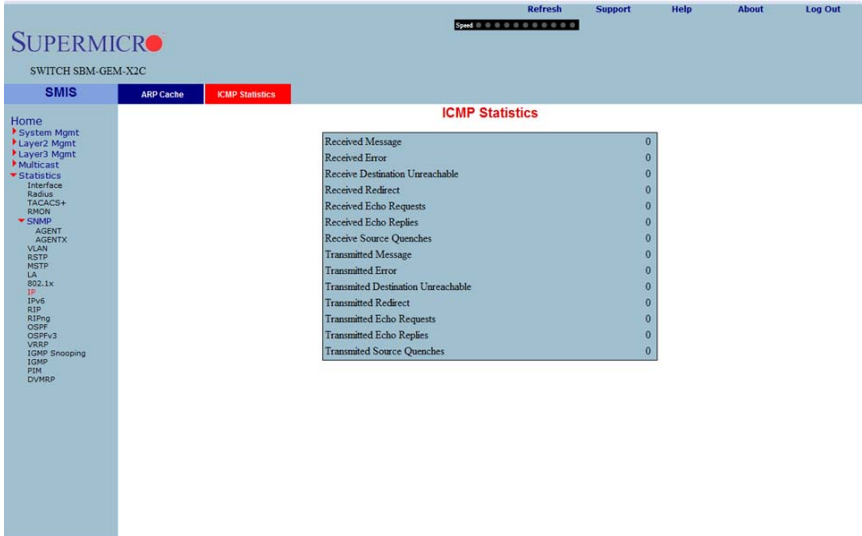 Refresh Support Help About Log Out
Speed
SUPERMICRO
SWITCH SBM-GEM-X2C
SMIS
ARP Cache ICMP Statistics
Home
System Mgmt
Layer2 Mgmt
Layer3 Mgmt
Multicast
Statistics
Interface
Radius
TACACS+
RMON
SNMP
AGENT
AGENTX
VLAN
RSTP
MSTP
LA
802.1x
IP
IPv6
RIP
RIPng
OSPF
OSPFv3
VRRP
IGMP Snooping
IGMP
PIM
DVMRP
ICMP Statistics
Received Message 0
Received Error 0
Receive Destination Unreachable 0
Received Redirect 0
Received Echo Requests 0
Received Echo Replies 0
Receive Source Quenches 0
Transmitted Message 0
Transmitted Error 0
Transmited Destination Unreachable 0
Transmitted Redirect 0
Transmitted Echo Requests 0
Transmitted Echo Replies 0
Transmited Source Quenches 0